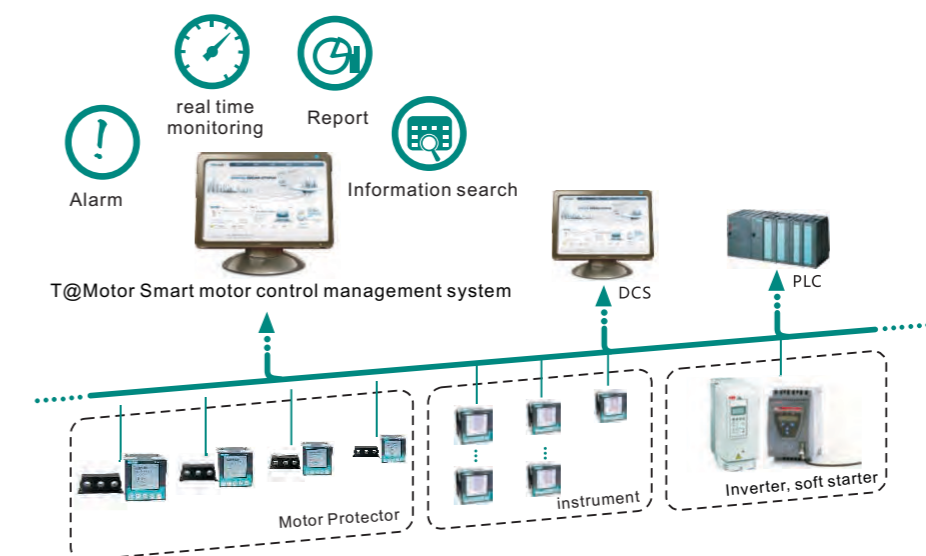 real time
monitoring
Report
Alarm
Information search
T@Motor Smart motor control management system
DCS
PLC
Motor Protector
instrument
Inverter, soft starter